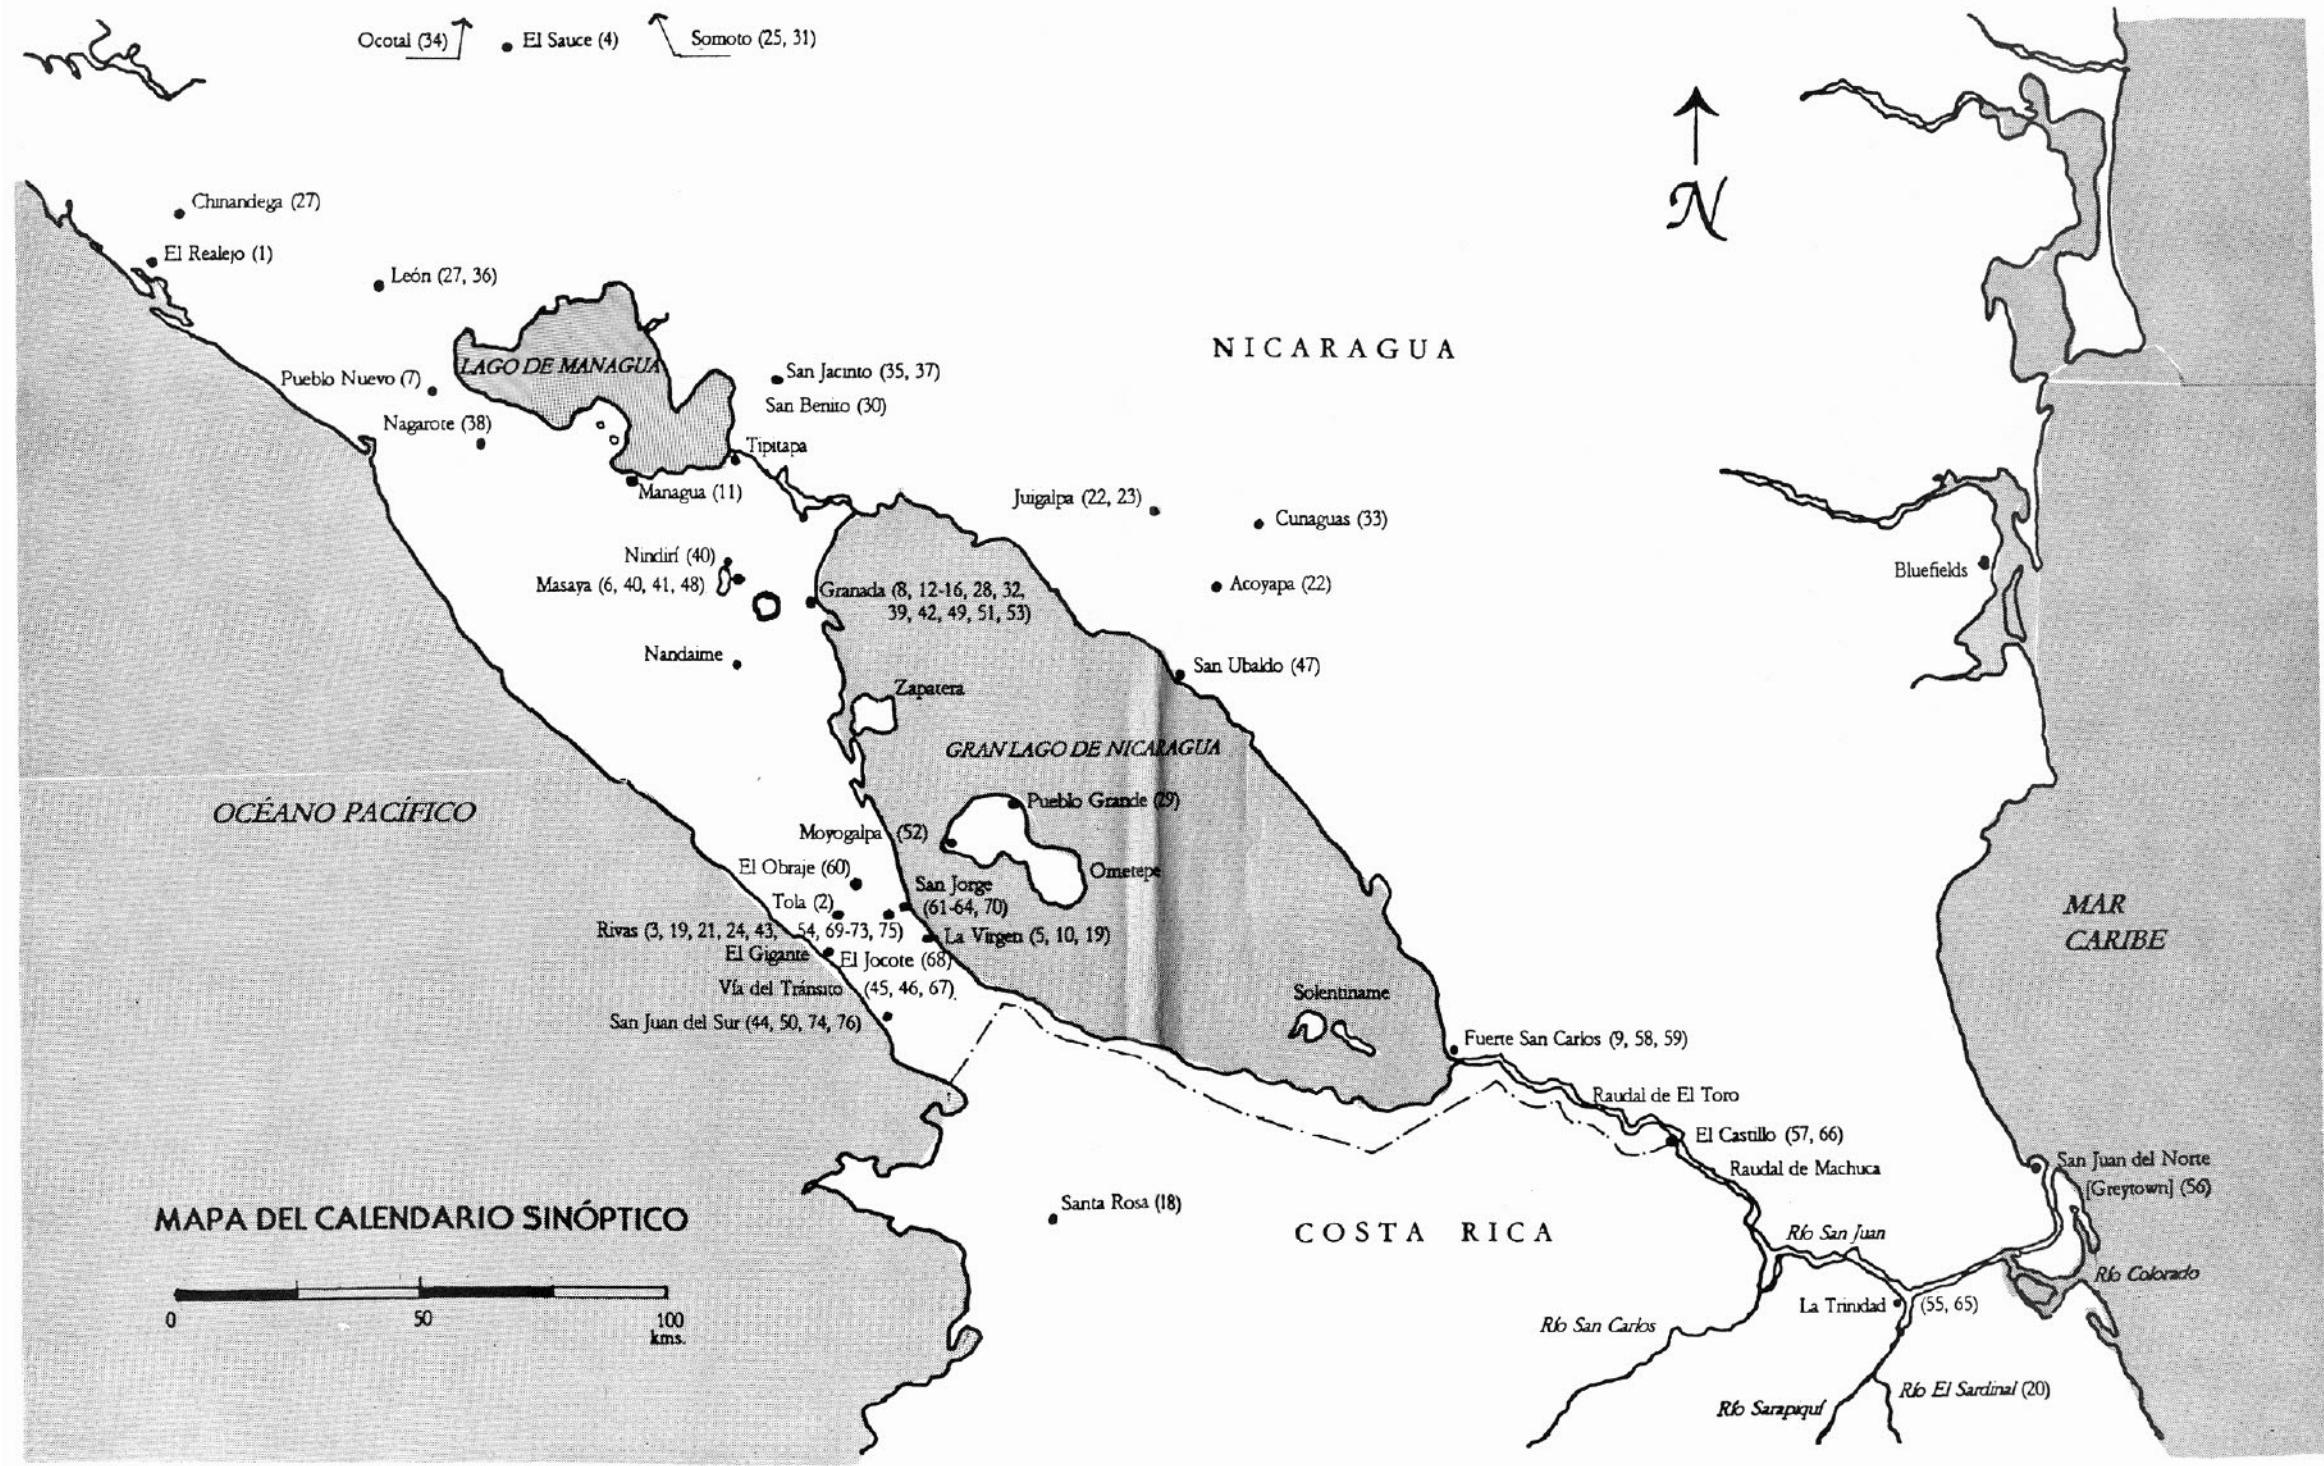 Ocotal (34)
El Sauce (4)
Somoto (25, 31)
N
Chinandega (27)
El Realejo (1)
León (27, 36)
NICARAGUA
LAGO DE MANAGUA
Pueblo Nuevo (7)
San Jacinto (35, 37)
San Benito (30)
Nagarote (38)
Tipitapa
Managua (11)
Juigalpa (22, 23)
Cunaguas (33)
Nindirí (40)
Masaya (6, 40, 41, 48)
Granada (8, 12-16, 28, 32,
39, 42, 49, 51, 53)
Acoyapa (22)
Bluefields
Nandaime
San Ubaldo (47)
Zapatera
GRAN LAGO DE NICARAGUA
OCÉANO PACÍFICO
Pueblo Grande (29)
Moyogalpa (52)
El Obraje (60)
Ometepe
San Jorge
(61-64, 70)
Tola (2)
Rivas (3, 19, 21, 24, 43, 54, 69-73, 75)
La Virgen (5, 10, 19)
El Gigante
El Jocote (68)
MAR
CARIBE
Vía del Tránsito (45, 46, 67)
Solentiname
San Juan del Sur (44, 50, 74, 76)
Fuerte San Carlos (9, 58, 59)
Raudal de El Toro
El Castillo (57, 66)
Raudal de Machuca
San Juan del Norte
[Greytown] (56)
Santa Rosa (18)
MAPA DEL CALENDARIO SINÓPTICO
COSTA RICA
Río San Juan
Río Colorado
La Trinidad (55, 65)
0 50 100
kms.
Río San Carlos
Río El Sardinal (20)
Río Sarapiquí